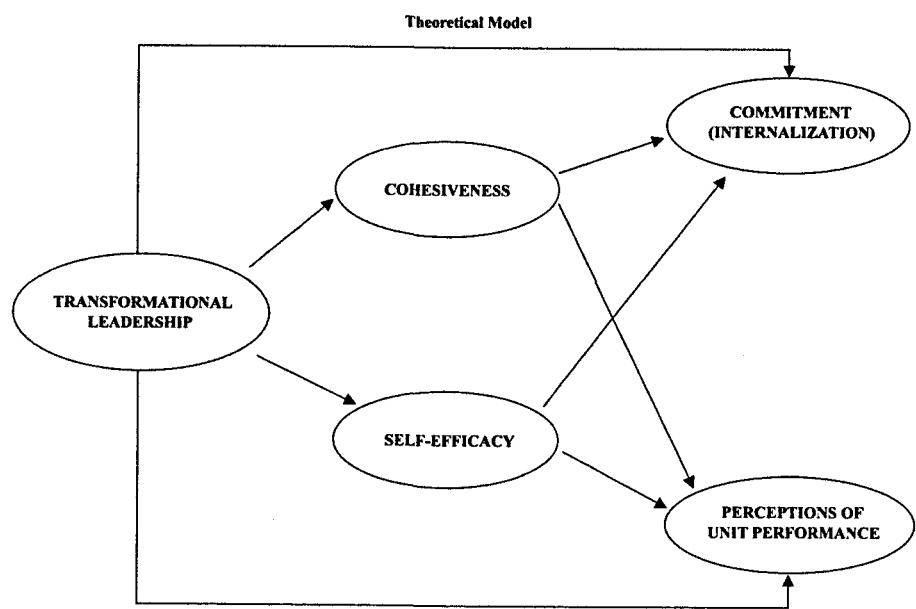 Theoretical Model
COMMITMENT
(INTERNALIZATION)
COHESIVENESS
TRANSFORMATIONAL
LEADERSHIP
SELF-EFFICACY
PERCEPTIONS OF
UNIT PERFORMANCE